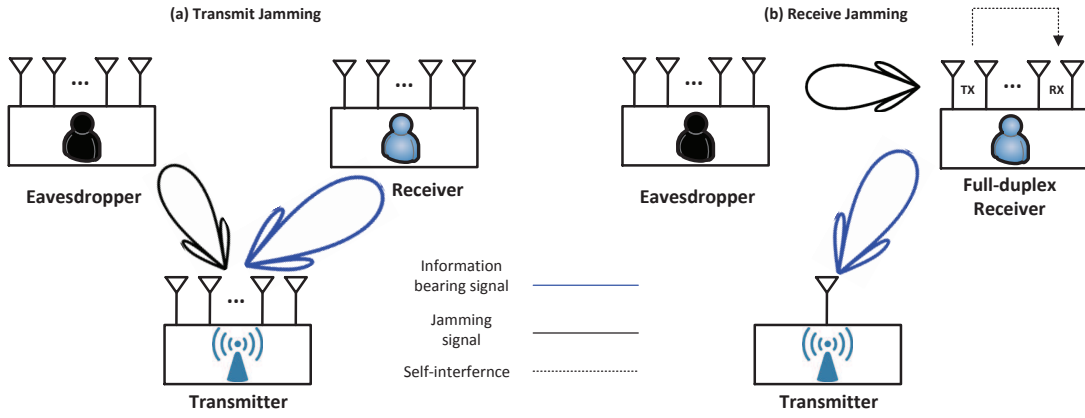 (a) Transmit Jamming
...
...
Eavesdropper
Receiver
...
Transmitter
(b) Receive Jamming
...
TX
...
RX
Eavesdropper
Full-duplex
Receiver
Transmitter
Information
bearing signal
Jamming
signal
Self-interfernce